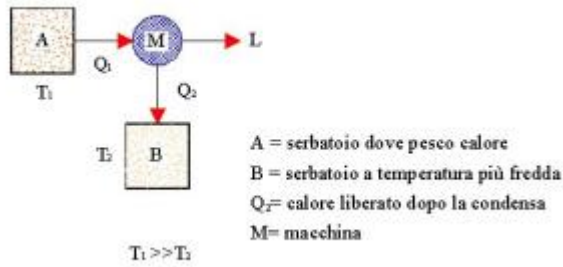 A
M
L
Q₁
T₁
Q₂
T₂
B
A = serbatoio dove pesco calore
B = serbatoio a temperatura più fredda
Q₂= calore liberato dopo la condensa
M= macchina
T₁ >>T₂